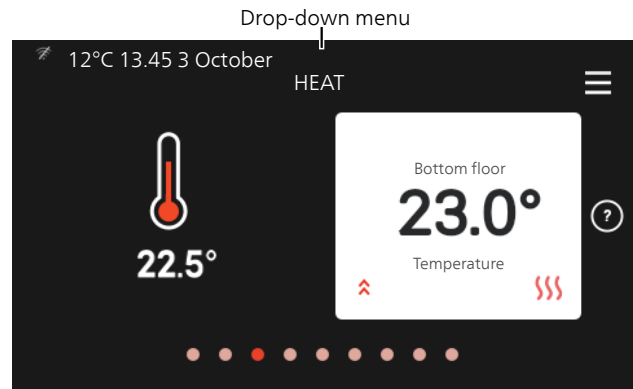 Drop-down menu
12°C 13.45 3 October
HEAT
Bottom floor
23.0°
?
22.5°
Temperature